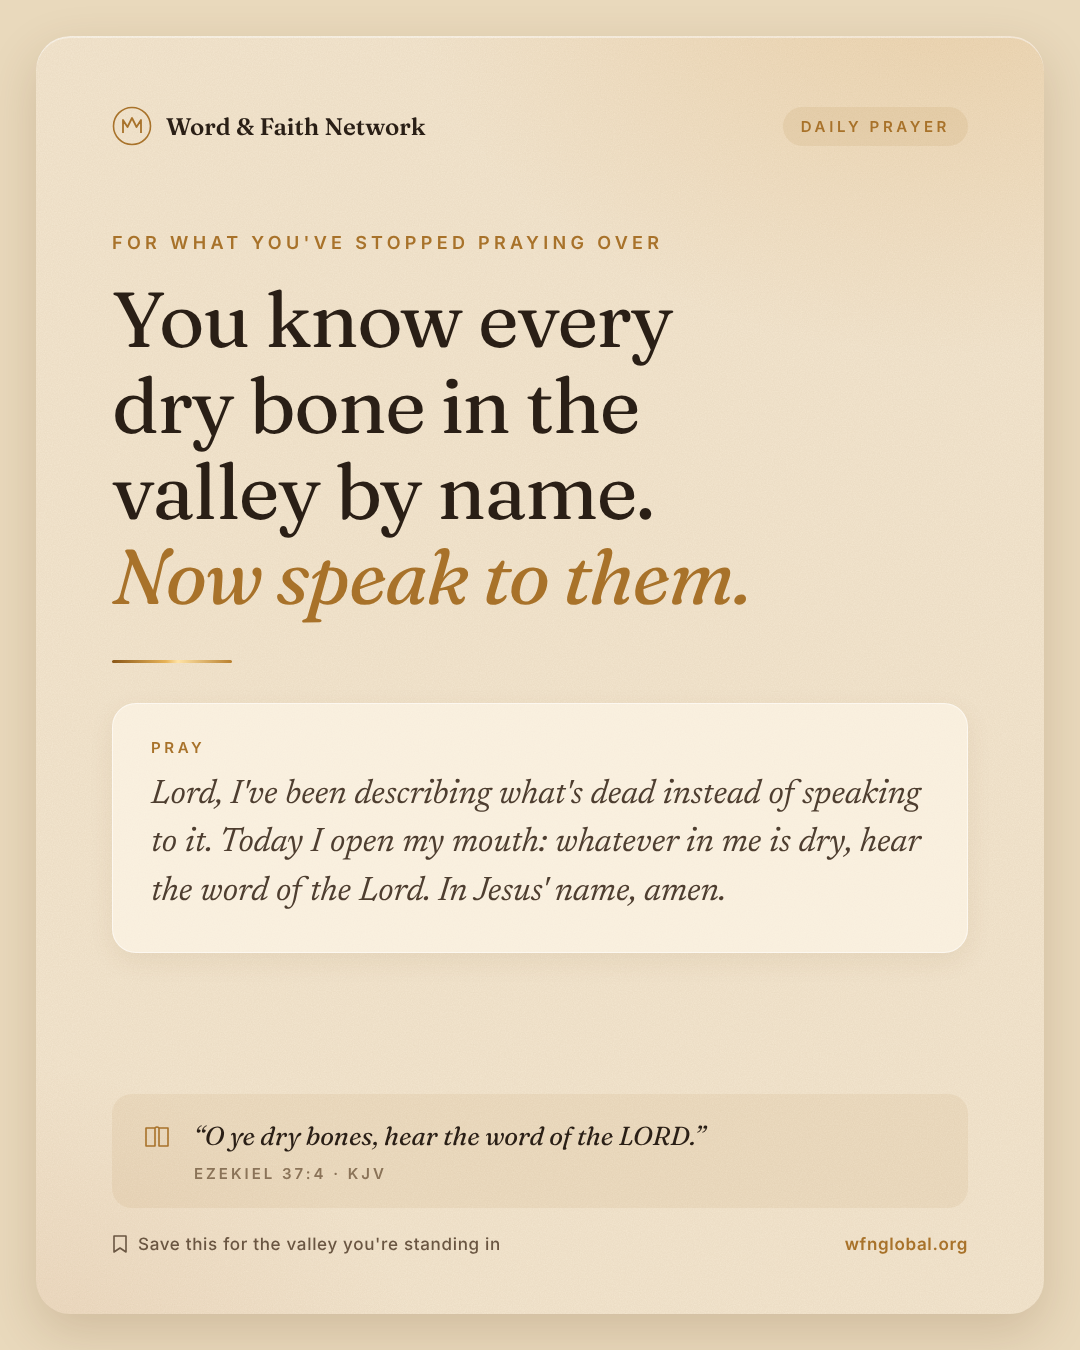 Word & Faith Network
DAILY PRAYER
FOR WHAT YOU'VE STOPPED PRAYING OVER
You know every
dry bone in the
valley by name.
Now speak to them.
PRAY
Lord, I've been describing what's dead instead of speaking
to it. Today I open my mouth: whatever in me is dry, hear
the word of the Lord. In Jesus' name, amen.
“O ye dry bones, hear the word of the LORD.”
EZEKIEL 37:4 · KJV
Save this for the valley you're standing in
wfnglobal.org